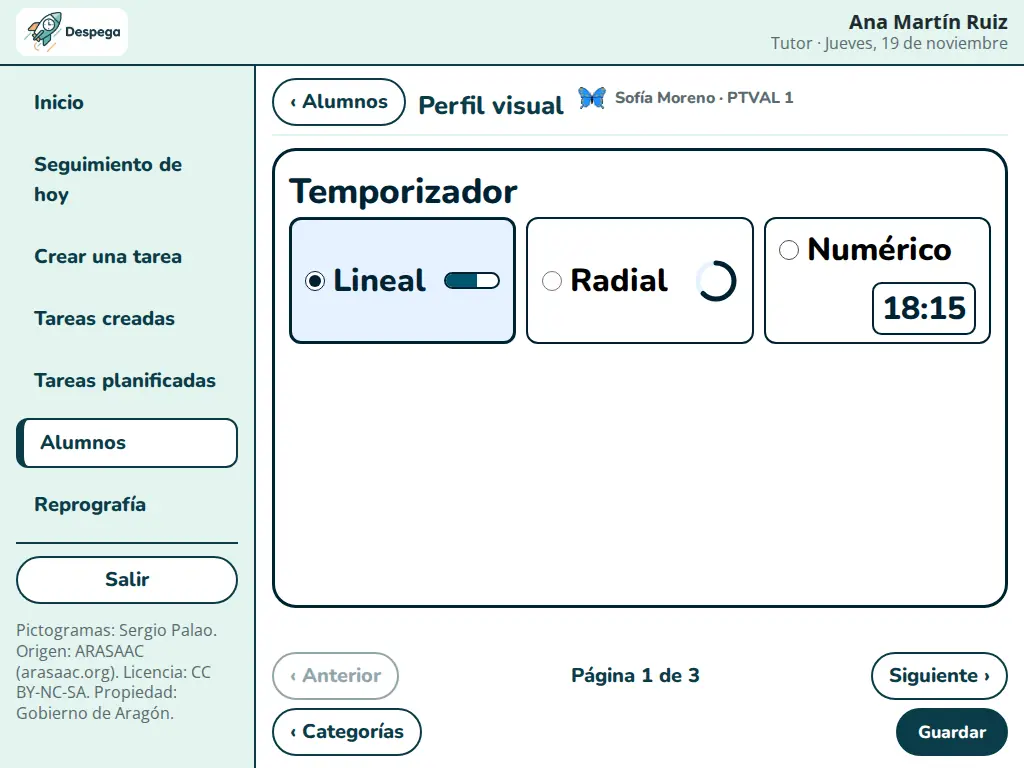 Despega
Ana Martín Ruiz
Tutor · Jueves, 19 de noviembre
Inicio
Seguimiento de
hoy
Crear una tarea
Tareas creadas
Tareas planificadas
Alumnos
Reprografía
Salir
Pictogramas: Sergio Palao.
Origen: ARASAAC
(arasaac.org). Licencia: CC
BY-NC-SA. Propiedad:
Gobierno de Aragón.
‹ Alumnos
Perfil visual
Sofía Moreno · PTVAL 1
Temporizador
Lineal
Radial
Numérico
18:15
‹ Anterior
Página 1 de 3
Siguiente ›
‹ Categorías
Guardar